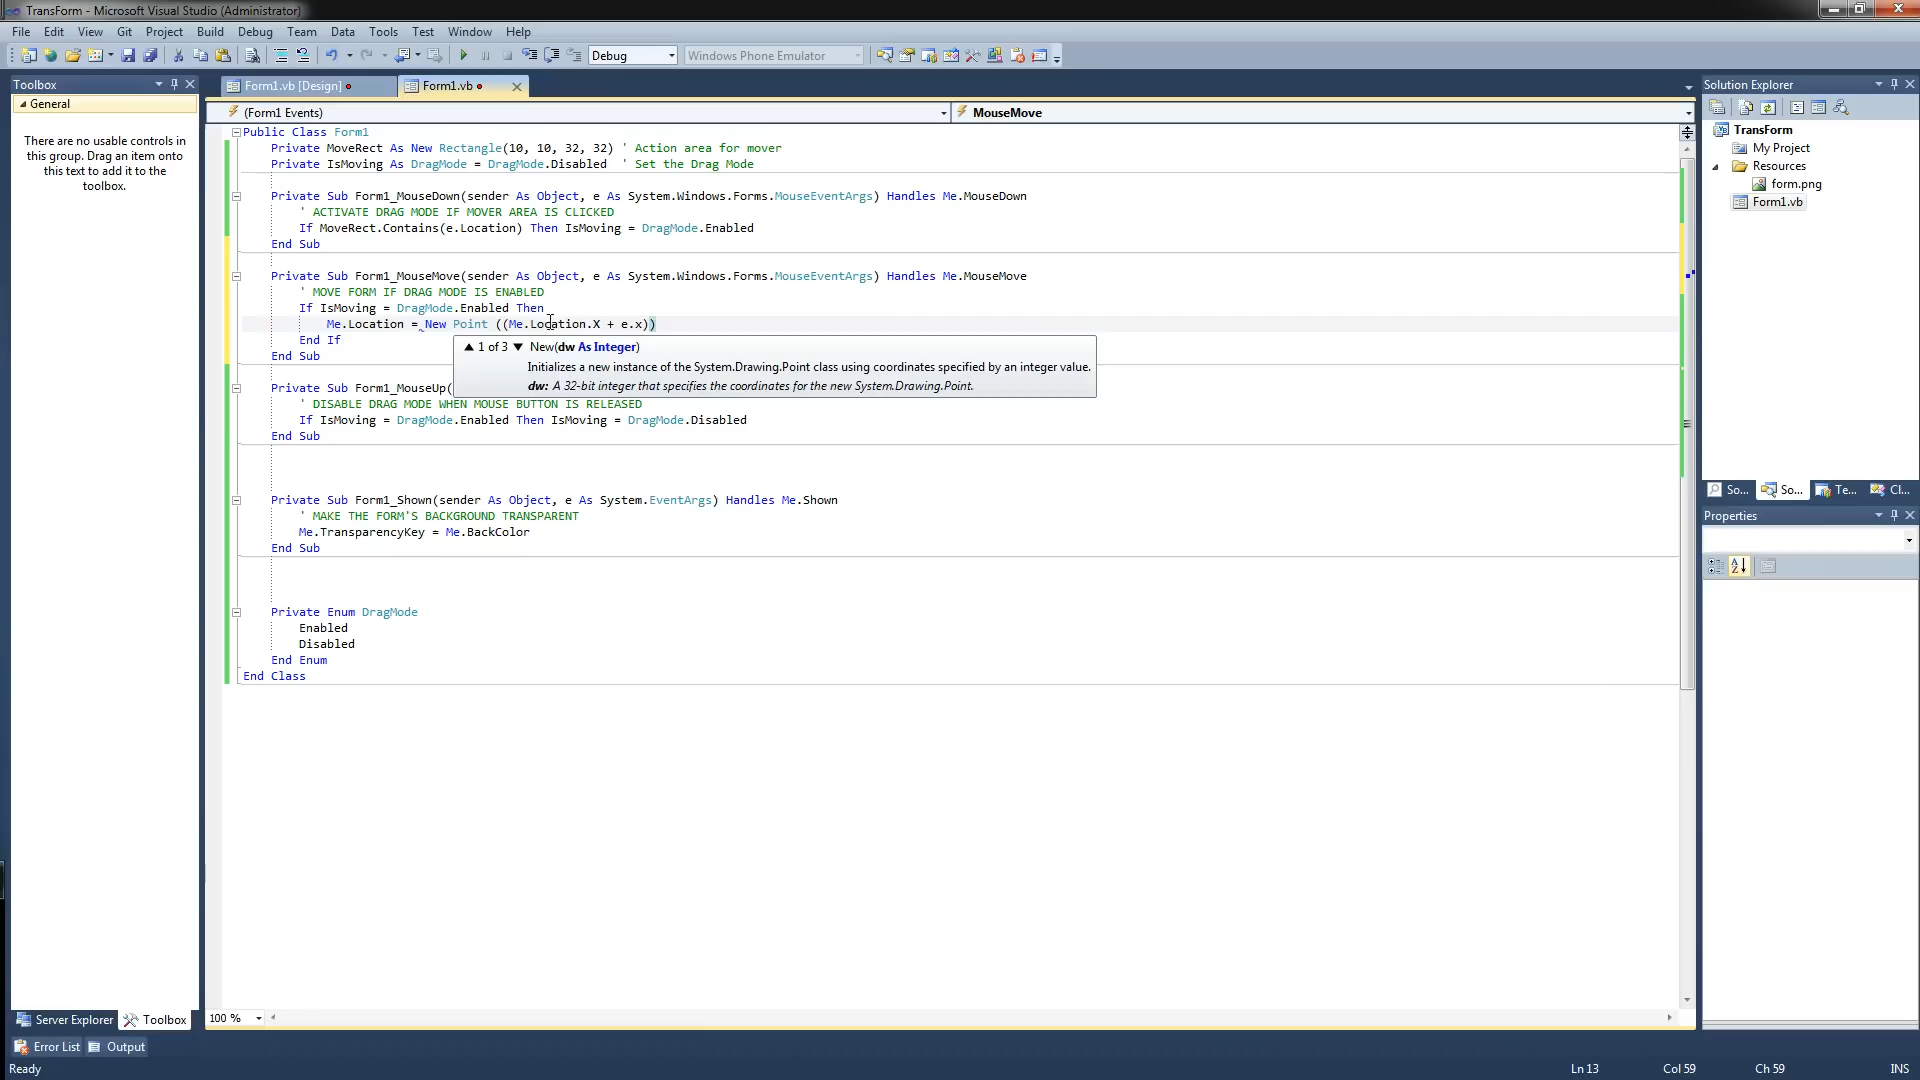 TransForm - Microsoft Visual Studio (Administrator)
File Edit View Git Project Build Debug Team Data Tools Test Window Help
Debug Windows Phone Emulator
Toolbox
General
There are no usable controls in
this group. Drag an item onto
this text to add it to the
toolbox.
Form1.vb [Design]
Form1.vb
(Form1 Events)
MouseMove
Public Class Form1
Private MoveRect As New Rectangle(10, 10, 32, 32) ' Action area for mover
Private IsMoving As DragMode = DragMode.Disabled ' Set the Drag Mode
Private Sub Form1_MouseDown(sender As Object, e As System.Windows.Forms.MouseEventArgs) Handles Me.MouseDown
' ACTIVATE DRAG MODE IF MOVER AREA IS CLICKED
If MoveRect.Contains(e.Location) Then IsMoving = DragMode.Enabled
End Sub
Private Sub Form1_MouseMove(sender As Object, e As System.Windows.Forms.MouseEventArgs) Handles Me.MouseMove
' MOVE FORM IF DRAG MODE IS ENABLED
If IsMoving = DragMode.Enabled Then
Me.Location = New Point ((Me.Location.X + e.x))
End If
End Sub
1 of 3 New(dw As Integer)
Initializes a new instance of the System.Drawing.Point class using coordinates specified by an integer value.
dw: A 32-bit integer that specifies the coordinates for the new System.Drawing.Point.
Private Sub Form1_MouseUp(
' DISABLE DRAG MODE WHEN MOUSE BUTTON IS RELEASED
If IsMoving = DragMode.Enabled Then IsMoving = DragMode.Disabled
End Sub
Private Sub Form1_Shown(sender As Object, e As System.EventArgs) Handles Me.Shown
' MAKE THE FORM'S BACKGROUND TRANSPARENT
Me.TransparencyKey = Me.BackColor
End Sub
Private Enum DragMode
Enabled
Disabled
End Enum
End Class
100 %
Solution Explorer
TransForm
My Project
Resources
form.png
Form1.vb
So... So... Te... Cl...
Properties
Server Explorer Toolbox
Error List Output
Ready
Ln 13 Col 59 Ch 59 INS